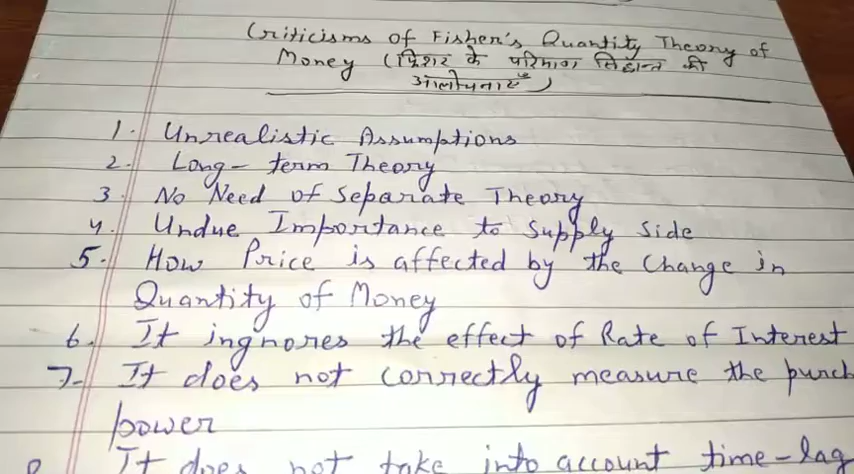 Criticisms of Fisher's Quantity Theory of
Money (फिशर के परिमाण सिद्धान्त की
आलोचनाएँ)
1. Unrealistic Assumptions
2. Long-term Theory
3. No Need of Separate Theory
4. Undue Importance to Supply Side
5. How Price is affected by the Change in
Quantity of Money
6. It ingnores the effect of Rate of Interest
7. It does not correctly measure the purch
power
8. It does not take into account time-lag